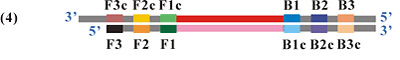 F3c F2c F1c B1 B2 B3
(4) 3’ 5’
5’ 3’
F3 F2 F1 B1c B2c B3c